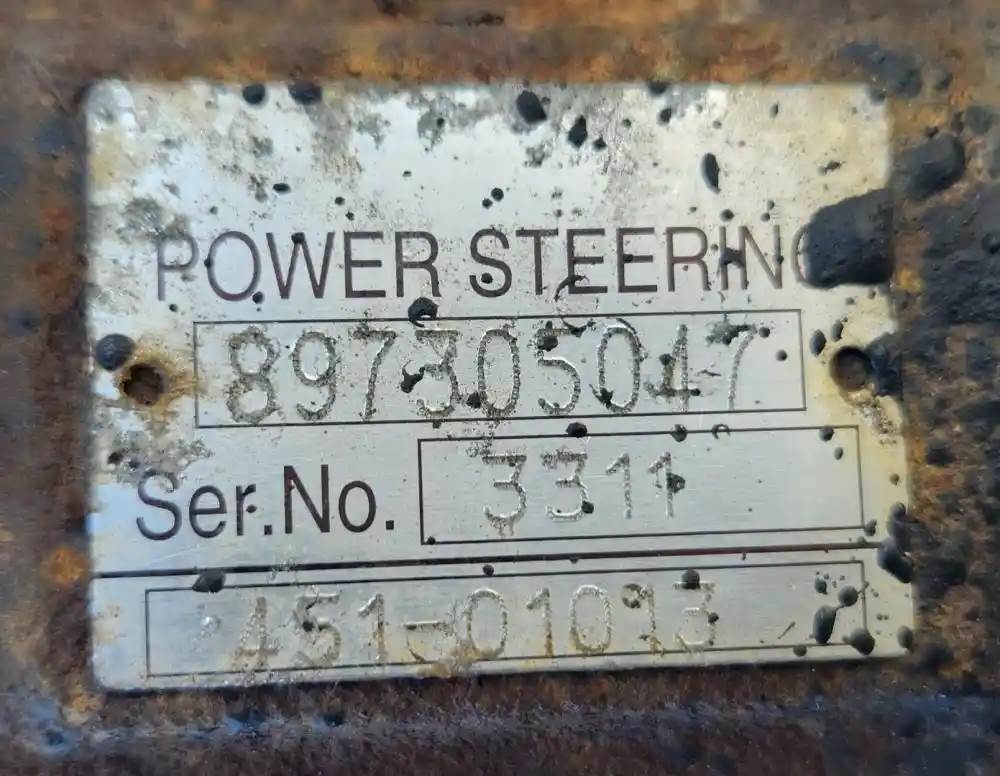 POWER STEERING
897305047
Ser.No. 3311
451-01013